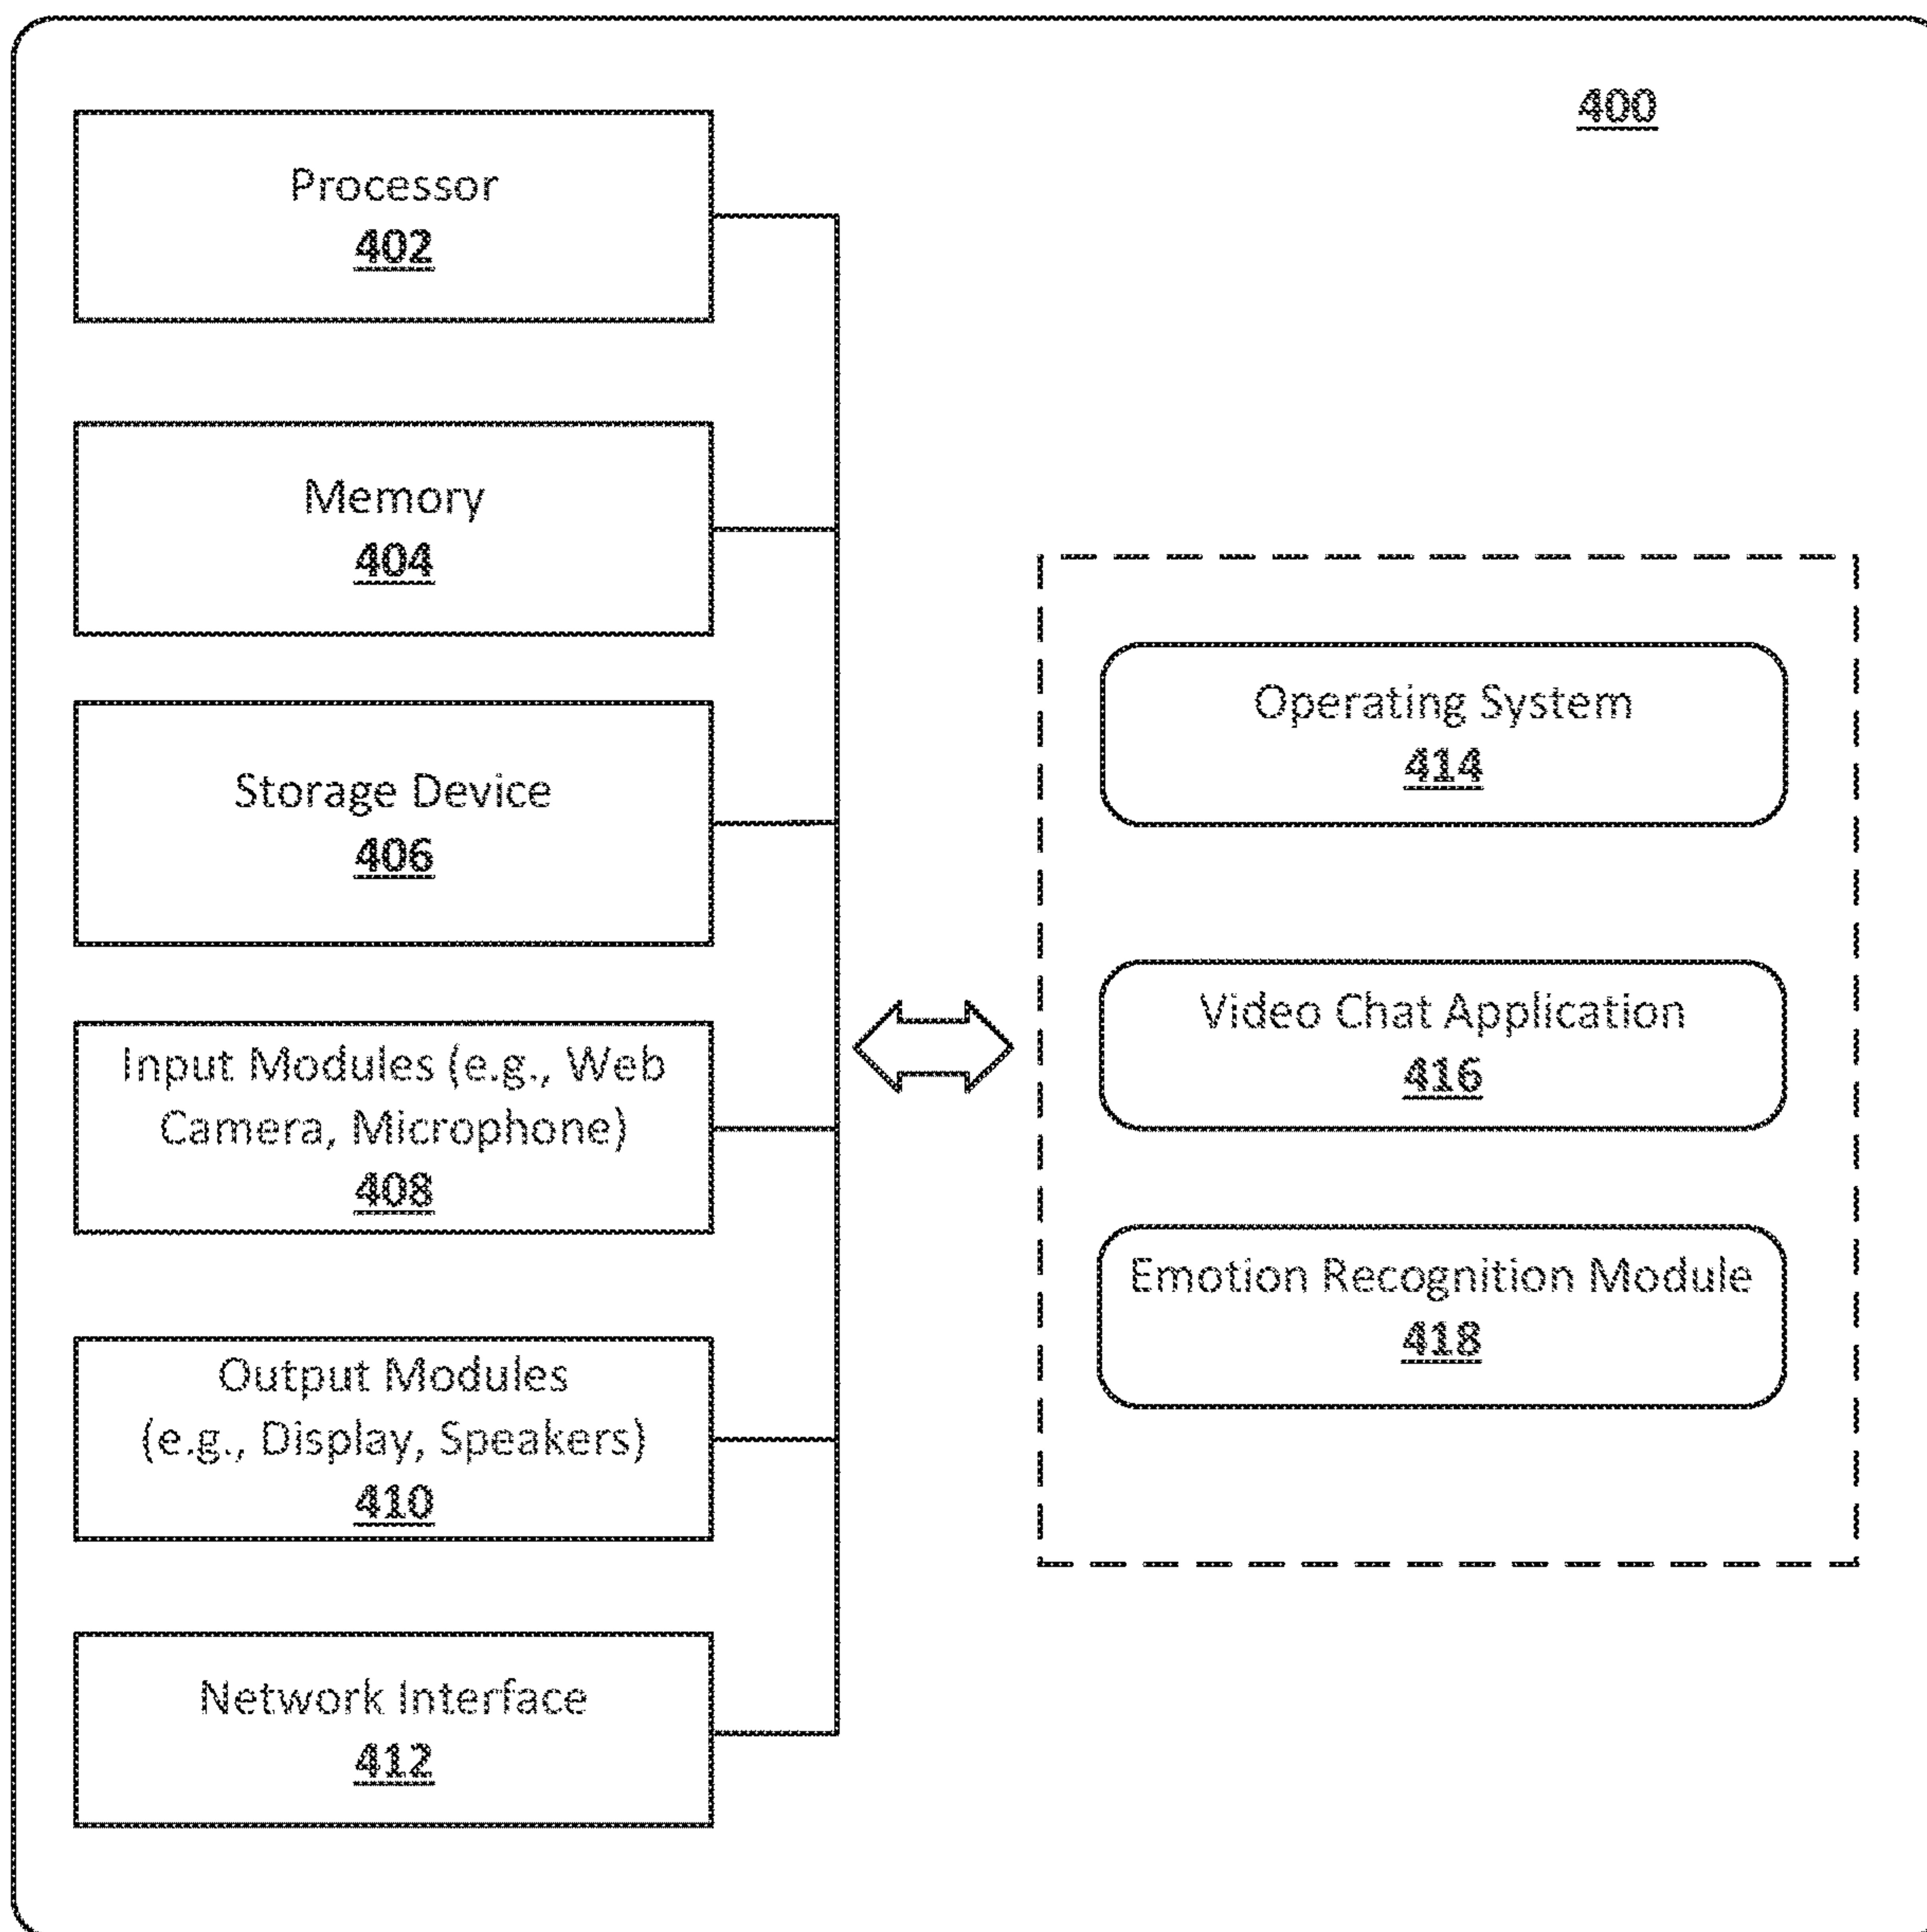 400
Processor
402
Memory
404
Storage Device
406
Input Modules (e.g., Web
Camera, Microphone)
408
Output Modules
(e.g., Display, Speakers)
410
Network Interface
412
Operating System
414
Video Chat Application
416
Emotion Recognition Module
418